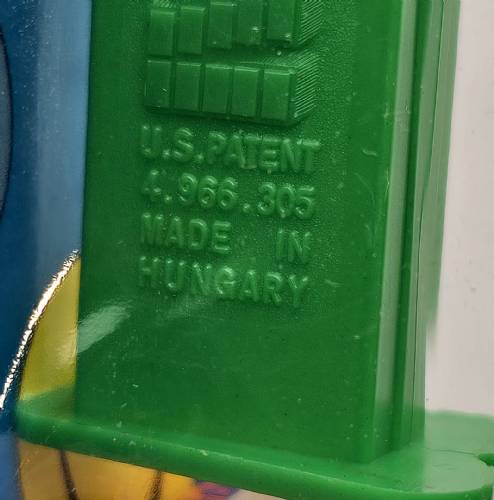 U.S.PATENT
4.966.305
MADE IN
HUNGARY